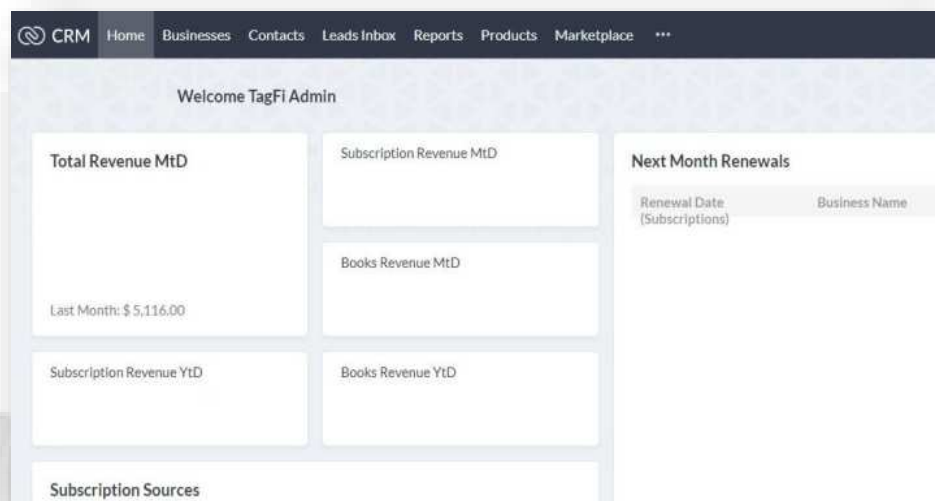 CRM Home Businesses Contacts Leads Inbox Reports Products Marketplace ...
Welcome TagFi Admin
Total Revenue MtD
Last Month: $ 5,116.00
Subscription Revenue MtD
Books Revenue MtD
Subscription Revenue YtD
Books Revenue YtD
Subscription Sources
Next Month Renewals
Renewal Date Business Name
(Subscriptions)